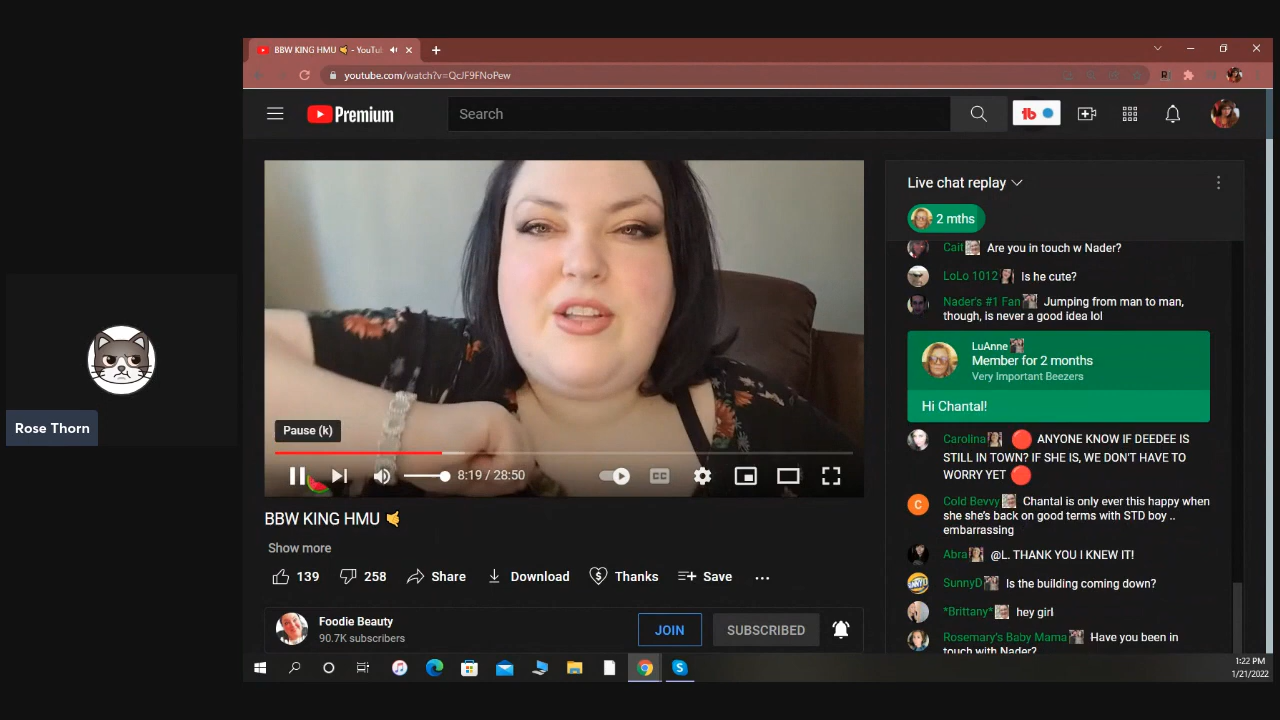 BBW KING HMU 🤙 - YouTub
youtube.com/watch?v=QcJF9FNoPew
Premium
Search
tb
Live chat replay
2 mths
Cait Are you in touch w Nader?
LoLo 1012 Is he cute?
Nader's #1 Fan Jumping from man to man,
though, is never a good idea lol
LuAnne
Member for 2 months
Very Important Beezers
Hi Chantal!
Carolina 🔴 ANYONE KNOW IF DEEDEE IS
STILL IN TOWN? IF SHE IS, WE DON'T HAVE TO
WORRY YET 🔴
C
Cold Bevvy Chantal is only ever this happy when
she she's back on good terms with STD boy ..
embarrassing
Abra @L. THANK YOU I KNEW IT!
SunnyD Is the building coming down?
*Brittany* hey girl
Rosemary's Baby Mama Have you been in
touch with Nader?
Rose Thorn
Pause (k)
8:19 / 28:50
CC
BBW KING HMU 🤙
Show more
139 258 Share Download Thanks Save ...
Foodie Beauty
90.7K subscribers
JOIN
SUBSCRIBED
1:22 PM
1/21/2022